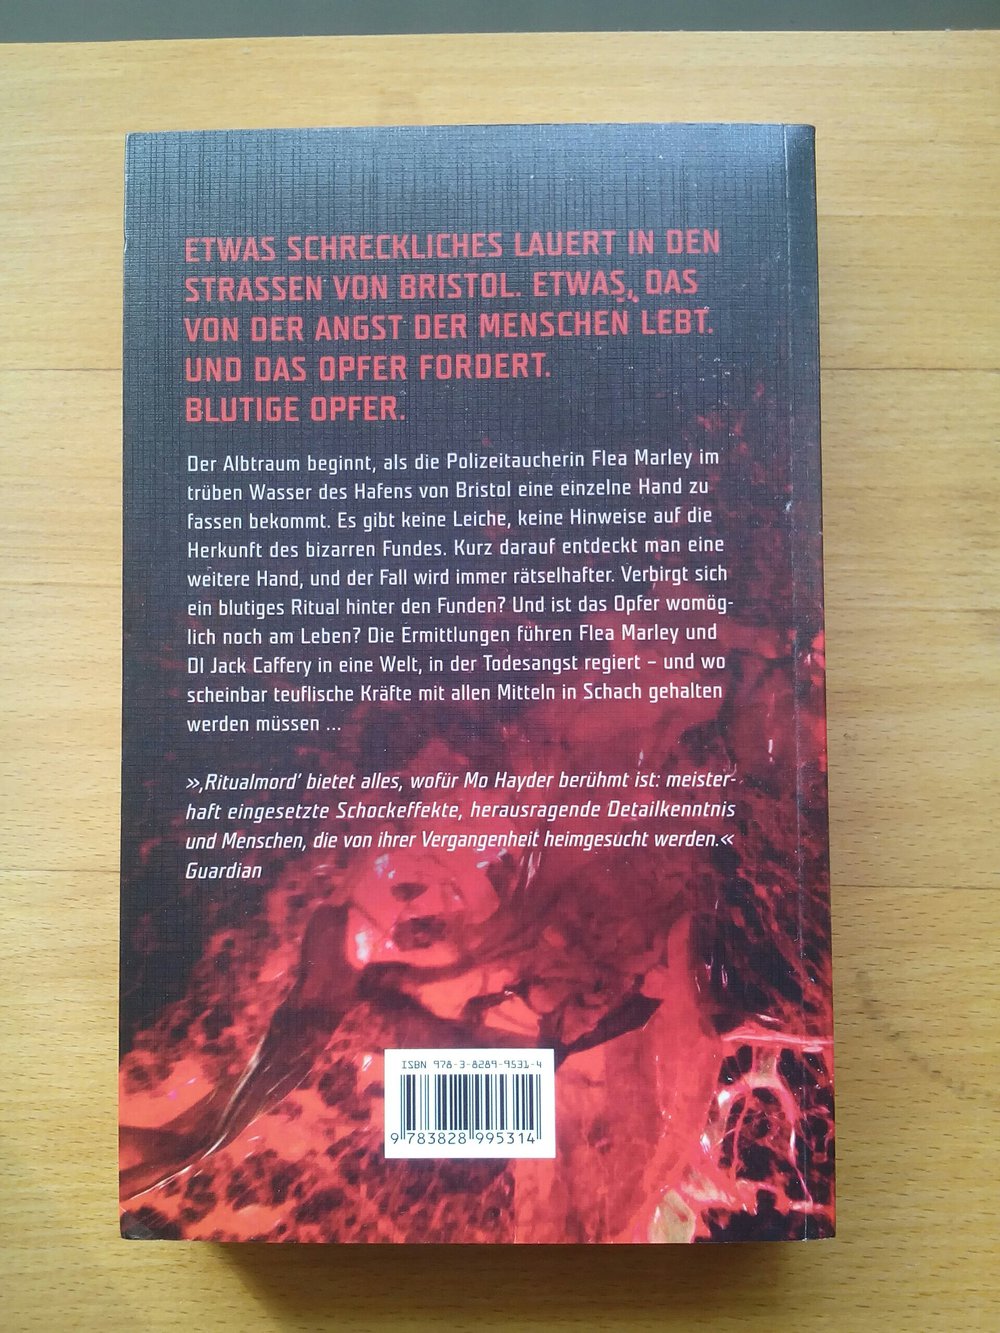 ETWAS SCHRECKLICHES LAUERT IN DEN
STRASSEN VON BRISTOL. ETWAS, DAS
VON DER ANGST DER MENSCHEN LEBT.
UND DAS OPFER FORDERT.
BLUTIGE OPFER.
Der Albtraum beginnt, als die Polizeitaucherin Flea Marley im
trüben Wasser des Hafens von Bristol eine einzelne Hand zu
fassen bekommt. Es gibt keine Leiche, keine Hinweise auf die
Herkunft des bizarren Fundes. Kurz darauf entdeckt man eine
weitere Hand, und der Fall wird immer rätselhafter. Verbirgt sich
ein blutiges Ritual hinter den Funden? Und ist das Opfer womög-
lich noch am Leben? Die Ermittlungen führen Flea Marley und
DI Jack Caffery in eine Welt, in der Todesangst regiert – und wo
scheinbar teuflische Kräfte mit allen Mitteln in Schach gehalten
werden müssen ...
»‚Ritualmord‘ bietet alles, wofür Mo Hayder berühmt ist: meister-
haft eingesetzte Schockeffekte, herausragende Detailkenntnis
und Menschen, die von ihrer Vergangenheit heimgesucht werden.«
Guardian
ISBN 978-3-8289-9531-4
9 783828 995314